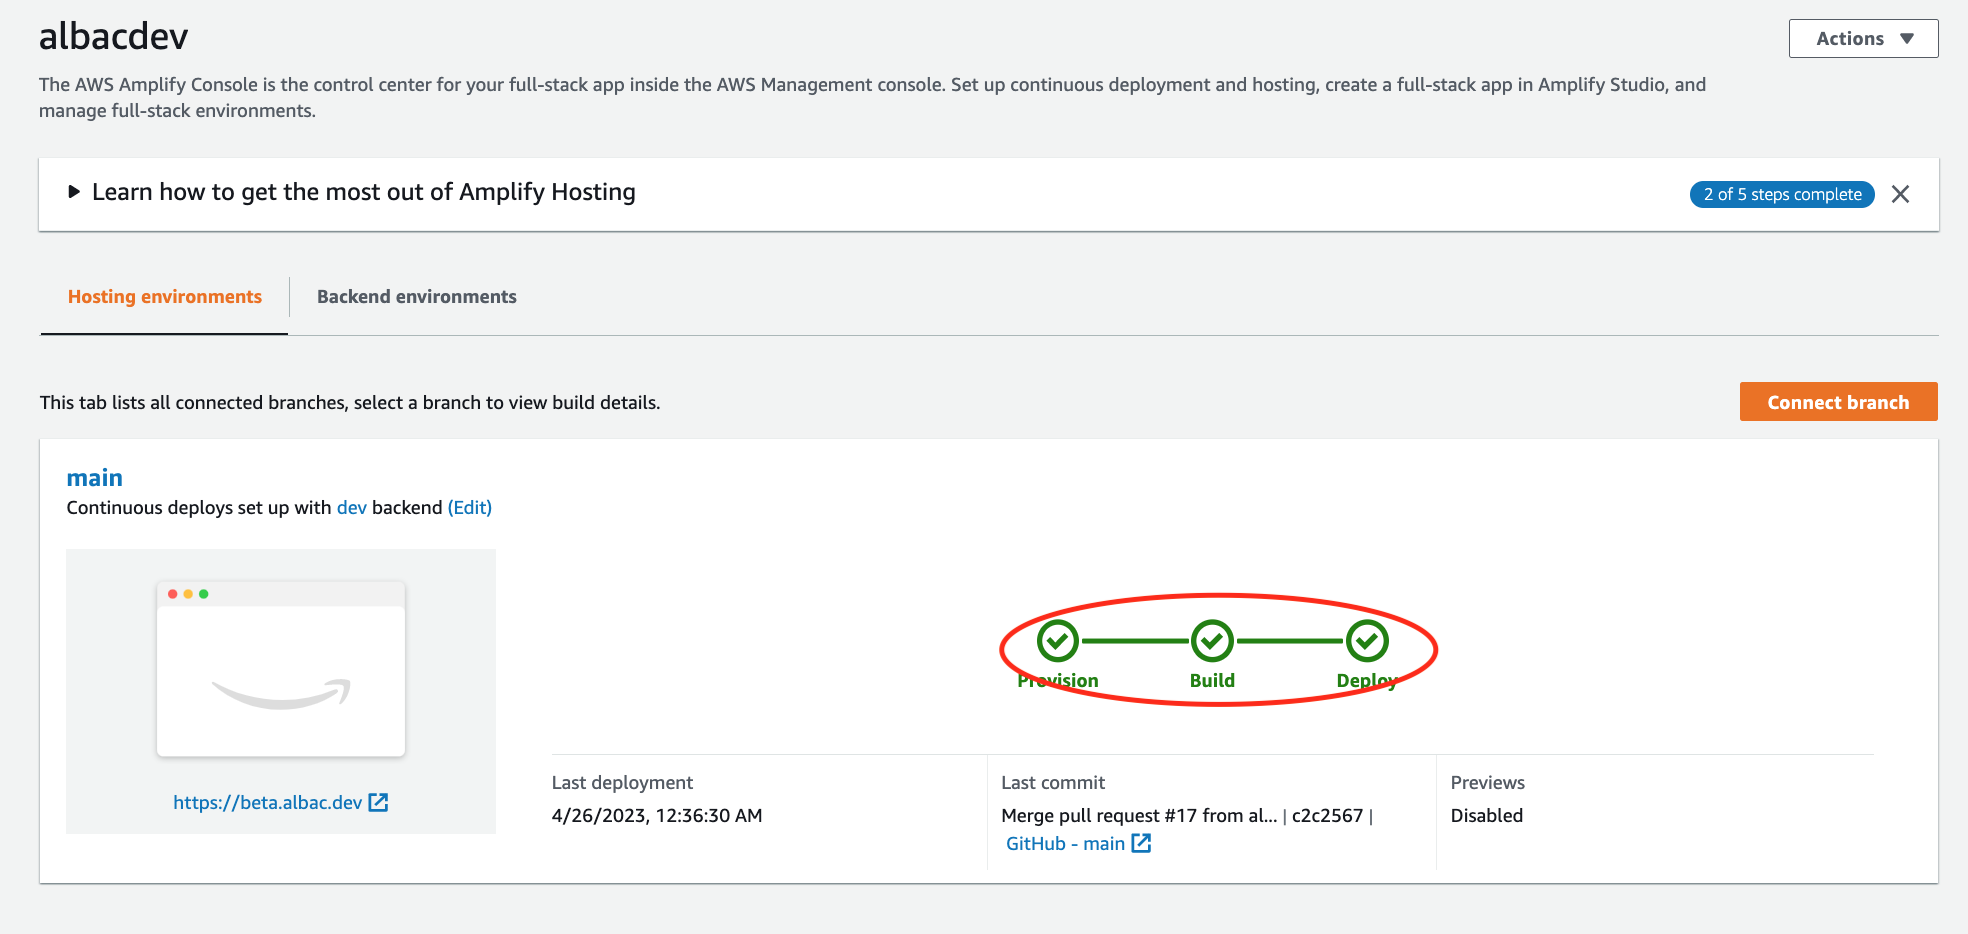 albacdev
Actions
The AWS Amplify Console is the control center for your full-stack app inside the AWS Management console. Set up continuous deployment and hosting, create a full-stack app in Amplify Studio, and
manage full-stack environments.
Learn how to get the most out of Amplify Hosting
2 of 5 steps complete
Hosting environments
Backend environments
This tab lists all connected branches, select a branch to view build details.
Connect branch
main
Continuous deploys set up with dev backend (Edit)
Provision
Build
Deploy
https://beta.albac.dev
Last deployment
4/26/2023, 12:36:30 AM
Last commit
Merge pull request #17 from al... | c2c2567 |
GitHub - main
Previews
Disabled